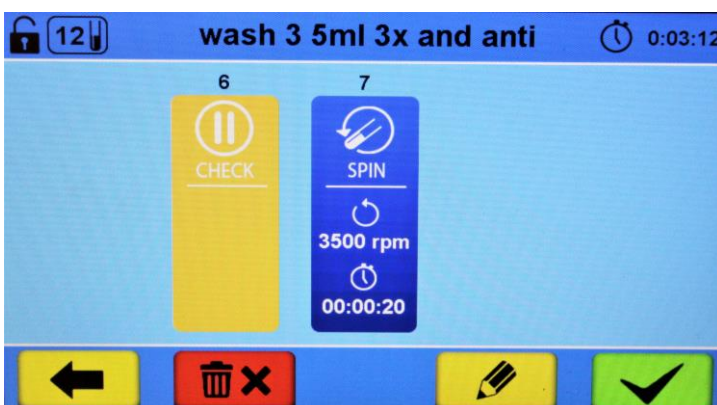 12
wash 3 5ml 3x and anti
0:03:12
6
7
CHECK
SPIN
3500 rpm
00:00:20